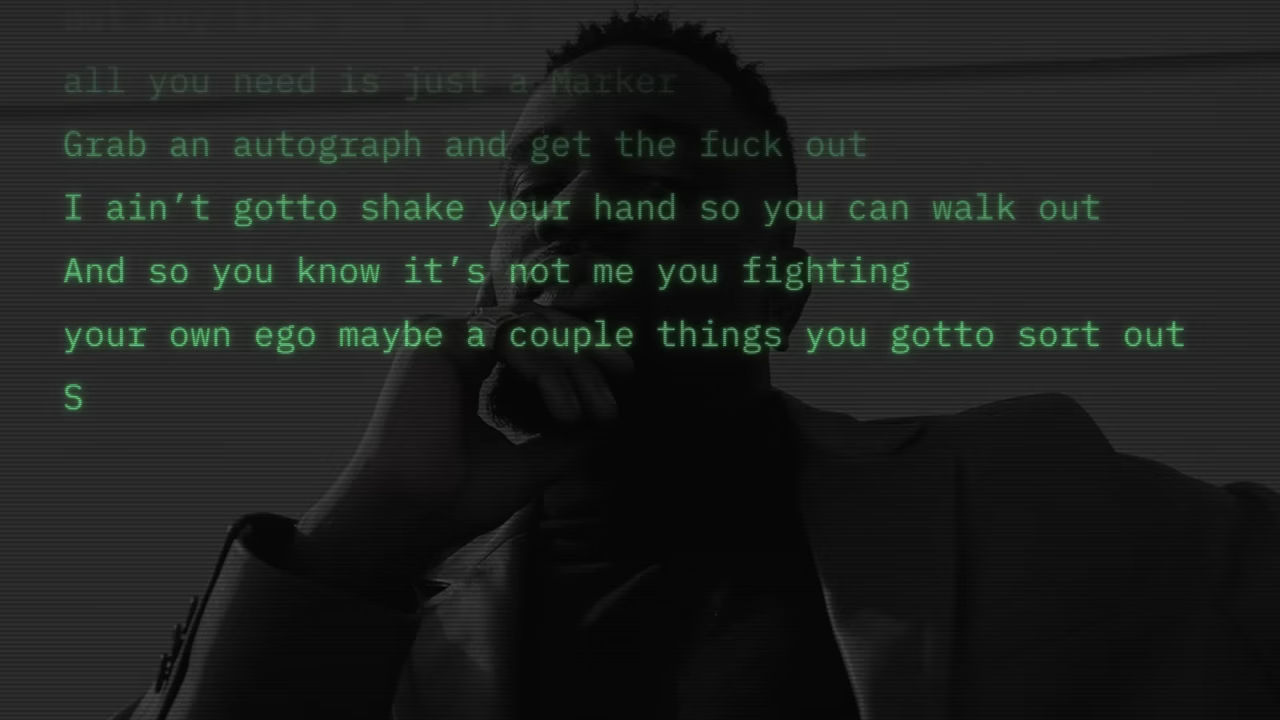 all you need is just a Marker
Grab an autograph and get the fuck out
I ain’t gotto shake your hand so you can walk out
And so you know it’s not me you fighting
your own ego maybe a couple things you gotto sort out
S